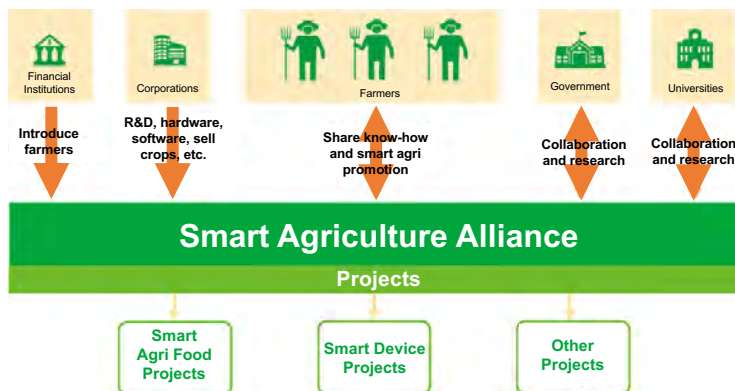 Financial
Institutions
Corporations
Farmers
Government
Universities
Introduce
farmers
R&D, hardware,
software, sell
crops, etc.
Share know-how
and smart agri
promotion
Collaboration
and research
Collaboration
and research
Smart Agriculture Alliance
Projects
Smart
Agri Food
Projects
Smart Device
Projects
Other
Projects